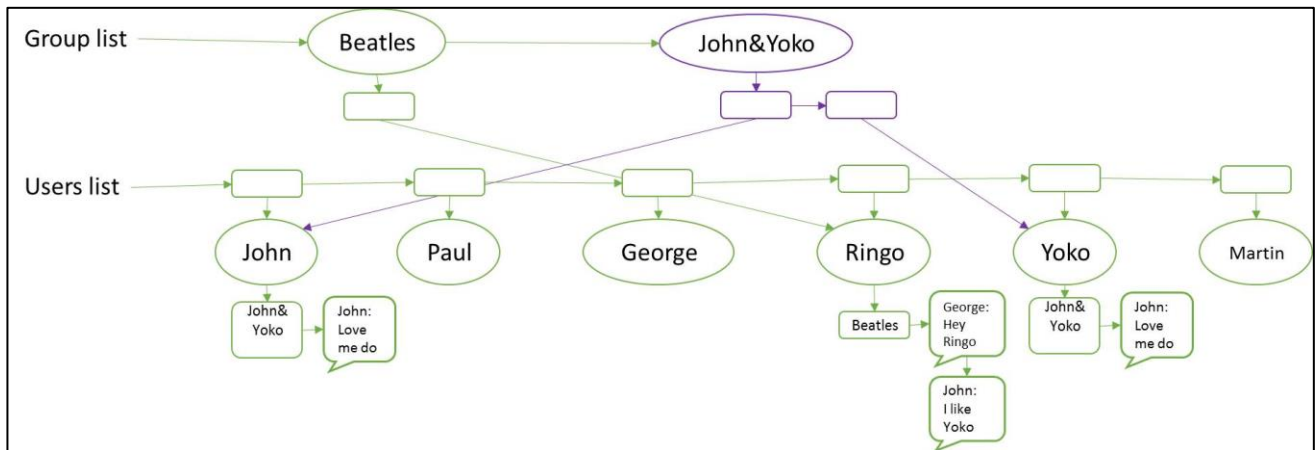 Group list
Beatles
John&Yoko
Users list
John
Paul
George
Ringo
Yoko
Martin
John&
Yoko
John:
Love
me do
Beatles
George:
Hey
Ringo
John:
I like
Yoko
John&
Yoko
John:
Love
me do